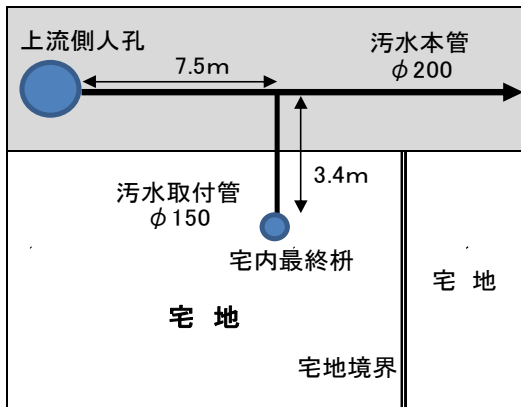 上流側人孔
7.5m
汚水本管
φ200
3.4m
汚水取付管
φ150
宅内最終枡
宅 地
宅 地
宅地境界